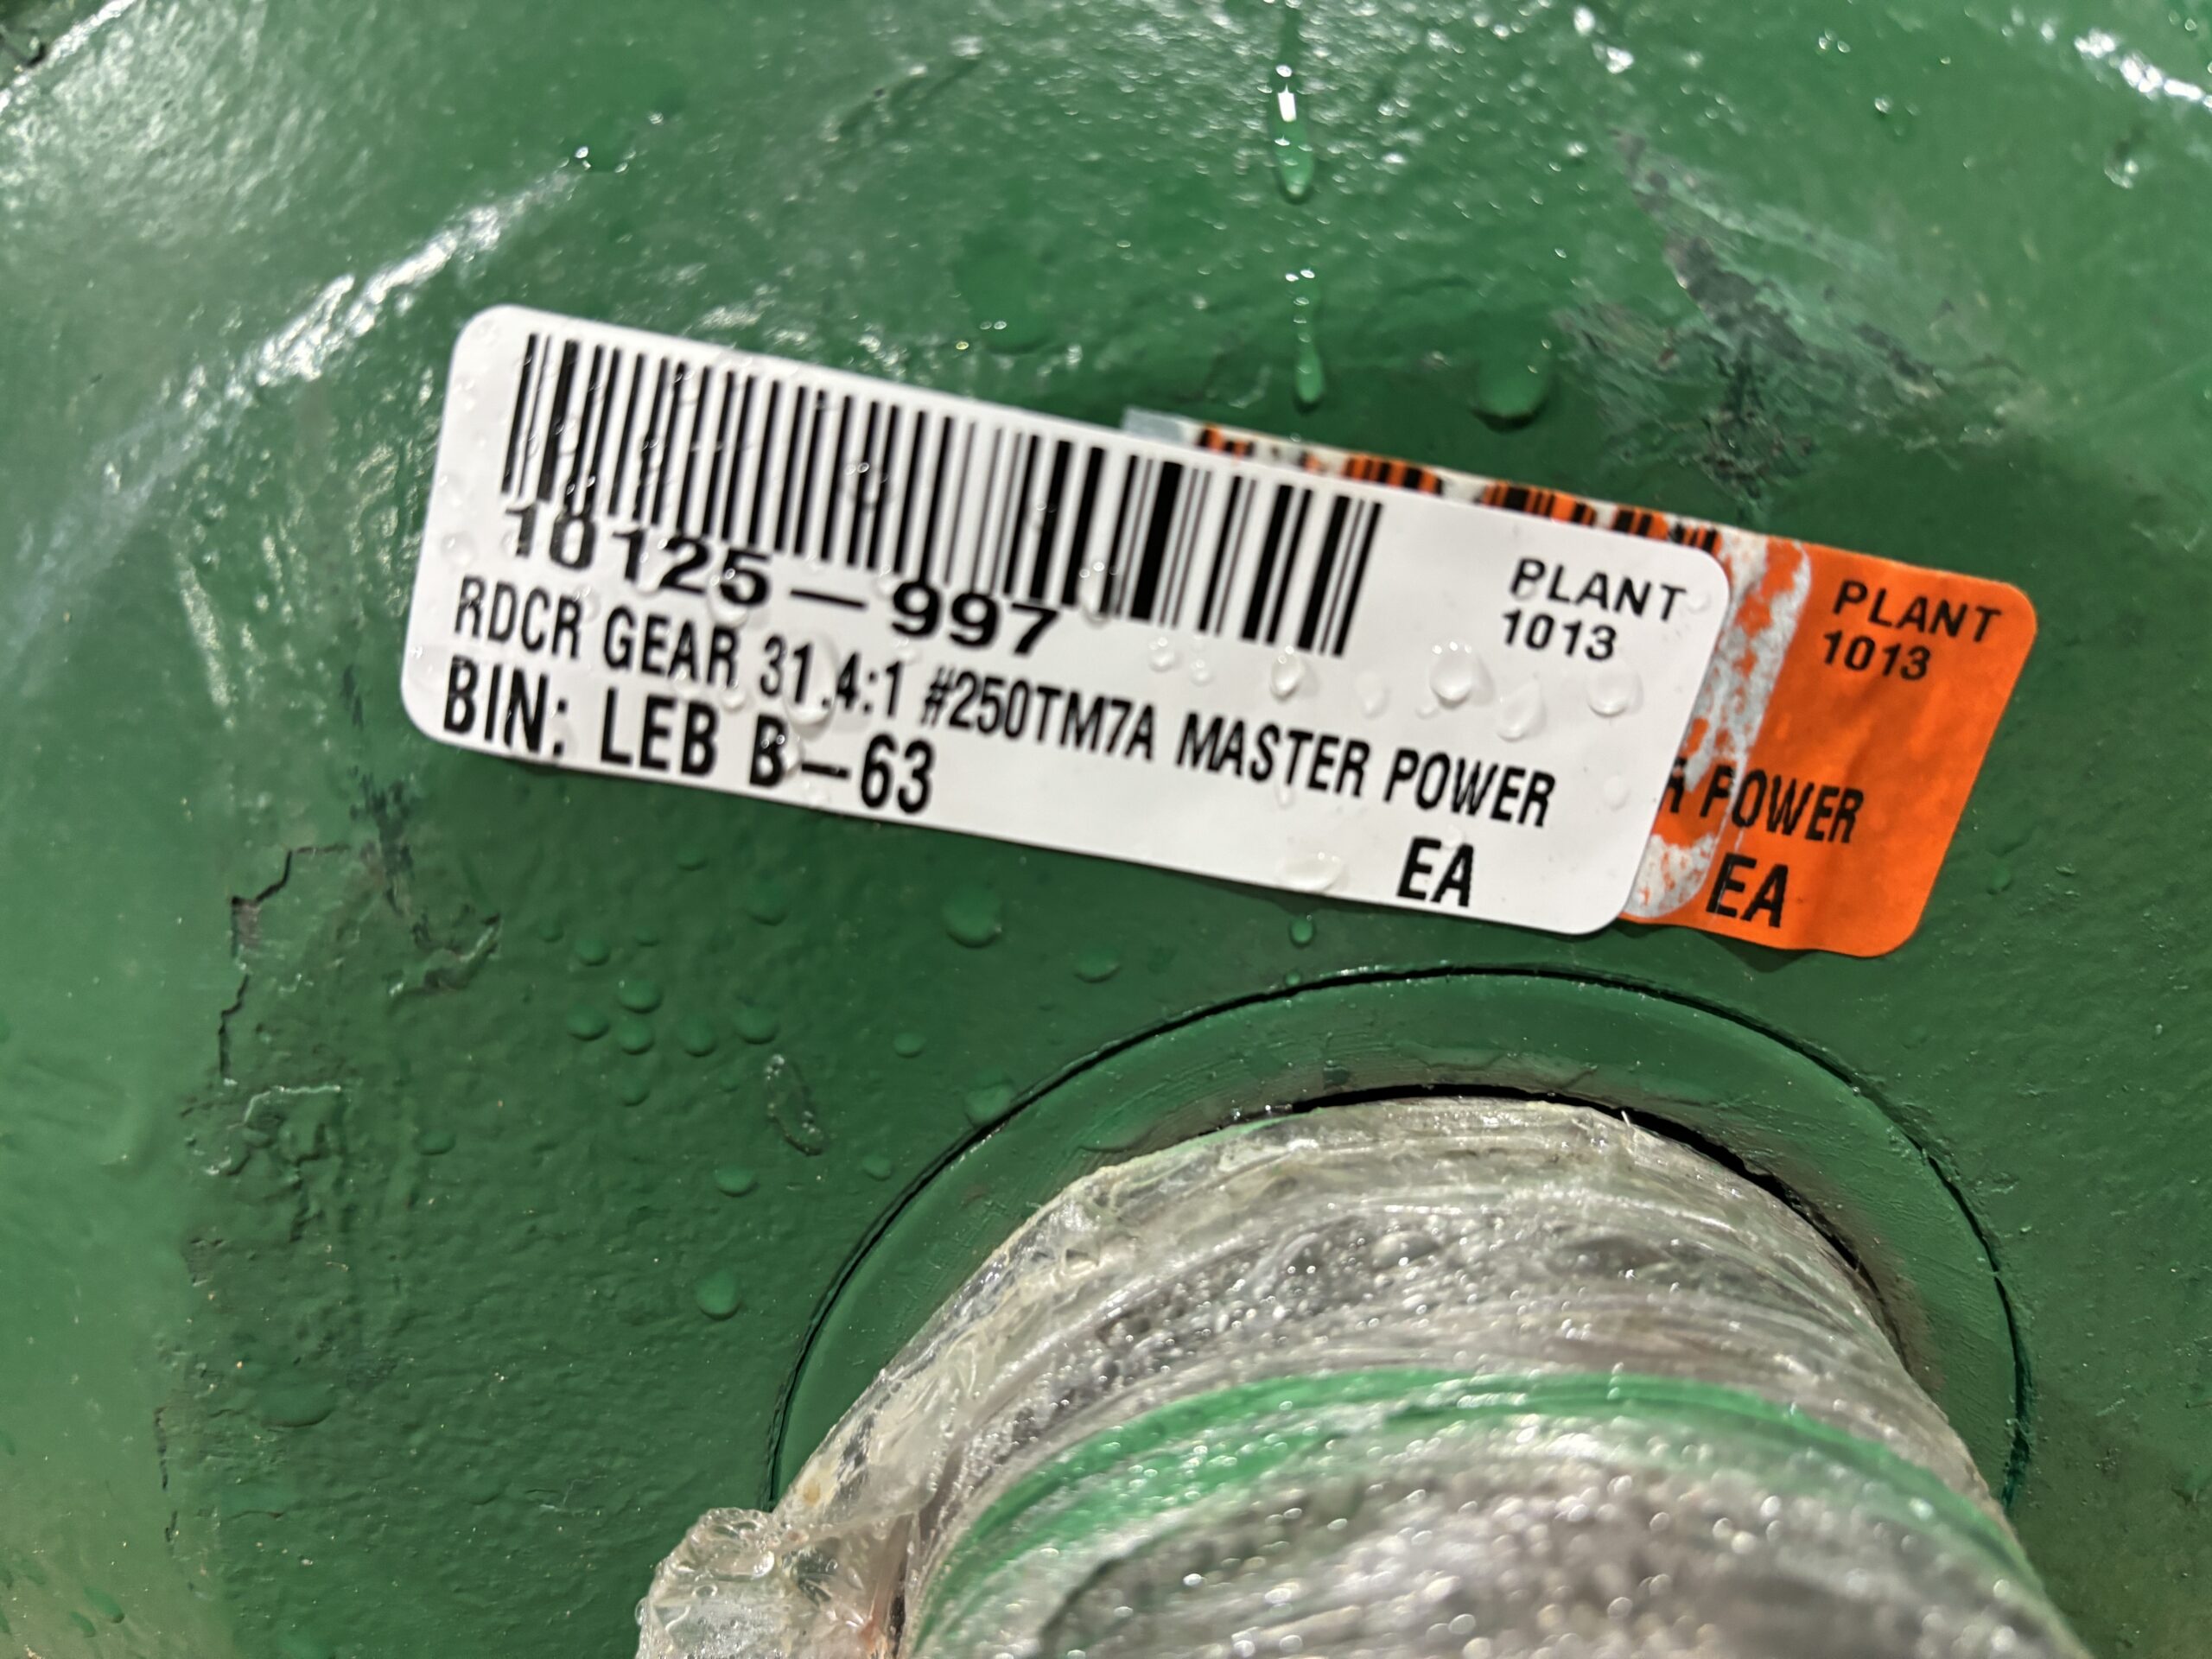 10125-997
RDCR GEAR 31.4:1 #250TM7A MASTER POWER
BIN: LEB B-63
EA
PLANT
1013
PLANT
1013
R POWER
EA